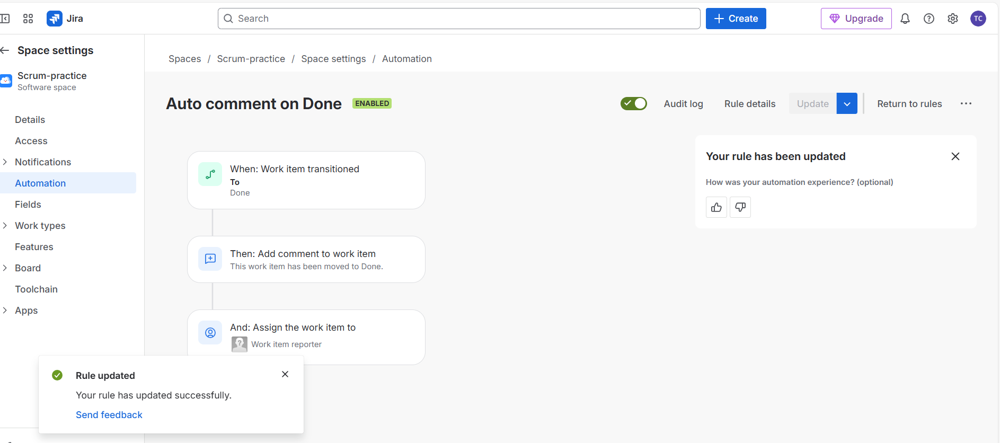 Jira
Search
Create
Upgrade
TC
Space settings
Scrum-practice
Software space
Details
Access
Notifications
Automation
Fields
Work types
Features
Board
Toolchain
Apps
Spaces / Scrum-practice / Space settings / Automation
Auto comment on Done ENABLED
Audit log
Rule details
Update
Return to rules
When: Work item transitioned
To
Done
Then: Add comment to work item
This work item has been moved to Done.
And: Assign the work item to
Work item reporter
Your rule has been updated
How was your automation experience? (optional)
Rule updated
Your rule has updated successfully.
Send feedback